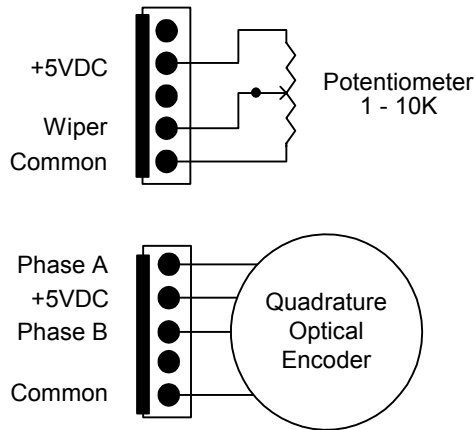 +5VDC
Wiper
Common
Potentiometer
1 - 10K
Phase A
+5VDC
Phase B
Common
Quadrature
Optical
Encoder